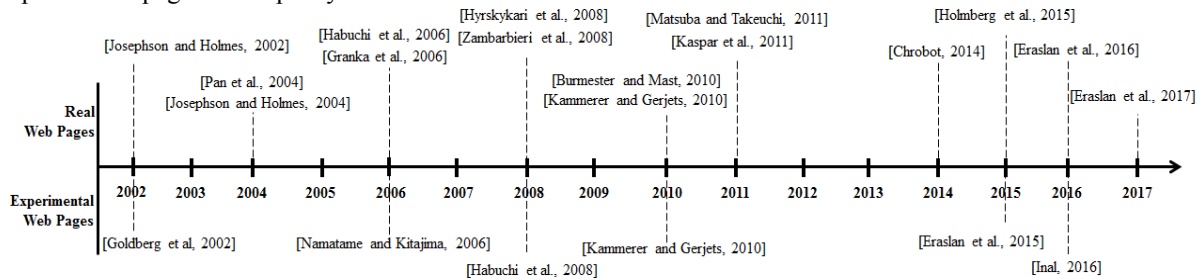 [Hyrskykari et al., 2008]
[Matsuba and Takeuchi, 2011]
[Holmberg et al., 2015]
[Josephson and Holmes, 2002]
[Habuchi et al., 2006]
[Zambarbieri et al., 2008]
[Kaspar et al., 2011]
[Chrobot, 2014]
[Eraslan et al., 2016]
[Granka et al., 2006]
[Pan et al., 2004]
[Burmester and Mast, 2010]
[Josephson and Holmes, 2004]
[Kammerer and Gerjets, 2010]
[Eraslan et al., 2017]
Real
Web Pages
2002 2003 2004 2005 2006 2007 2008 2009 2010 2011 2012 2013 2014 2015 2016 2017
Experimental
Web Pages
[Goldberg et al, 2002]
[Namatame and Kitajima, 2006]
[Kammerer and Gerjets, 2010]
[Eraslan et al., 2015]
[Habuchi et al., 2008]
[Inal, 2016]